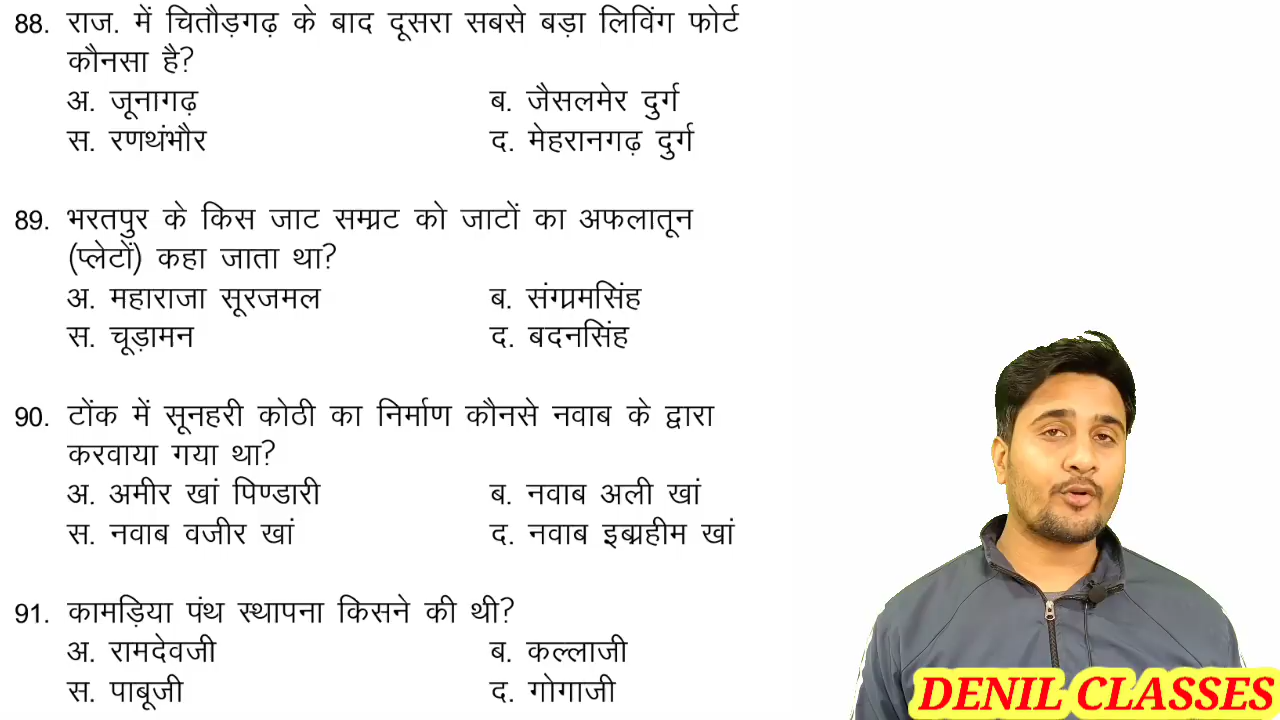 88. राज. में चितौड़गढ़ के बाद दूसरा सबसे बड़ा लिविंग फोर्ट
कौनसा है?
अ. जूनागढ़ ब. जैसलमेर दुर्ग
स. रणथंभौर द. मेहरानगढ़ दुर्ग
89. भरतपुर के किस जाट सम्राट को जाटों का अफलातून
(प्लेटों) कहा जाता था?
अ. महाराजा सूरजमल ब. संग्रामसिंह
स. चूड़ामन द. बदनसिंह
90. टोंक में सूनहरी कोठी का निर्माण कौनसे नवाब के द्वारा
करवाया गया था?
अ. अमीर खां पिण्डारी ब. नवाब अली खां
स. नवाब वजीर खां द. नवाब इब्राहीम खां
91. कामड़िया पंथ स्थापना किसने की थी?
अ. रामदेवजी ब. कल्लाजी
स. पाबूजी द. गोगाजी
DENIL CLASSES